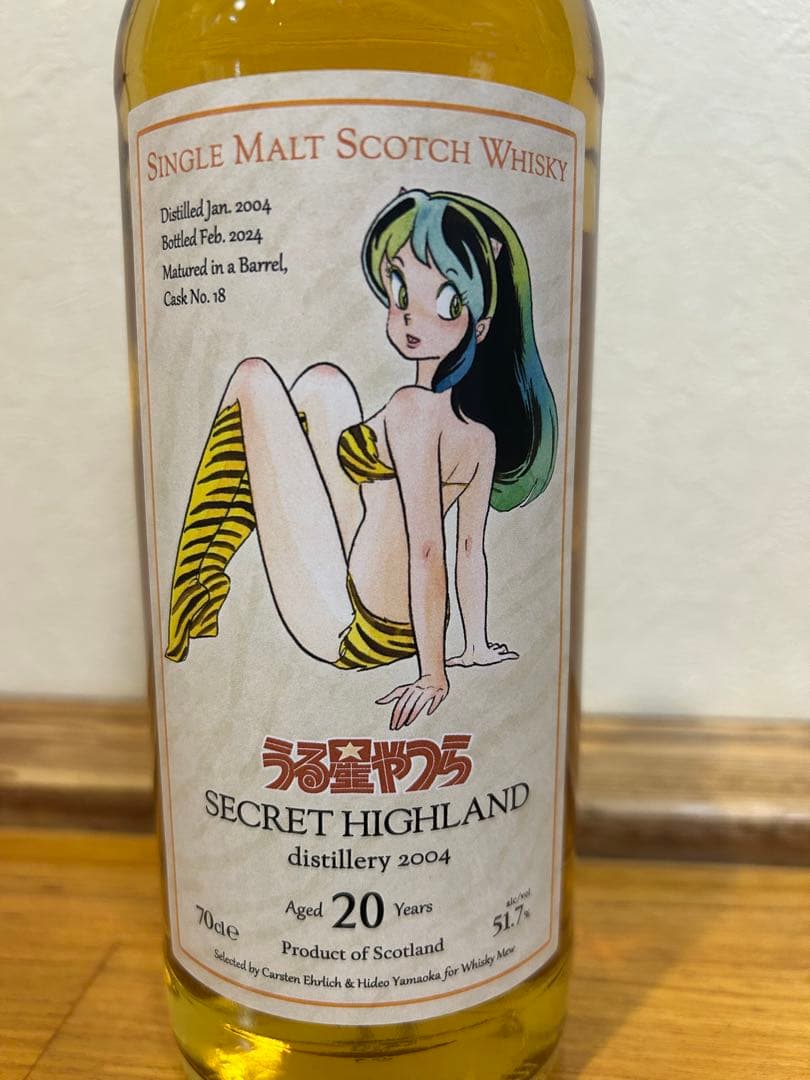 SINGLE MALT SCOTCH WHISKY
Distilled Jan. 2004
Bottled Feb. 2024
Matured in a Barrel,
Cask No. 18
うる星やつら
SECRET HIGHLAND
distillery 2004
Aged 20 Years
70cl℮
alc/vol
51.7%
Product of Scotland
Selected by Carsten Ehrlich & Hideo Yamaoka for Whisky Mew